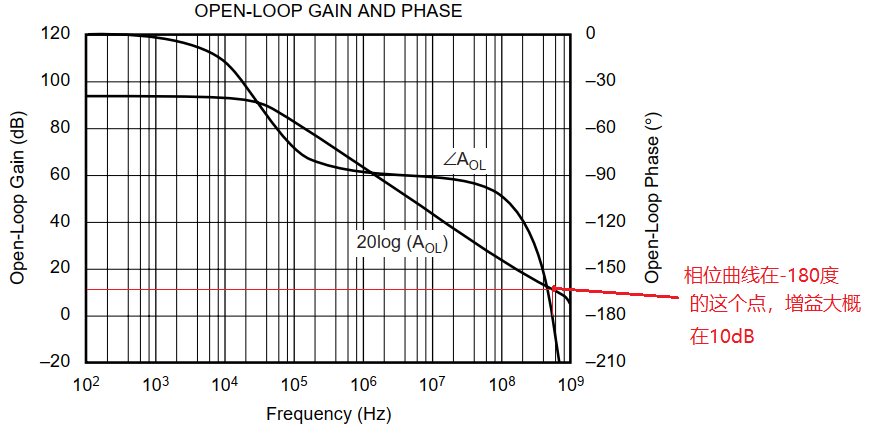 OPEN-LOOP GAIN AND PHASE
120
100
80
60
40
20
0
–20
Open-Loop Gain (dB)
0
–30
–60
–90
–120
–150
–180
–210
Open-Loop Phase (°)
∠AOL
20log (AOL)
10² 10³ 10⁴ 10⁵ 10⁶ 10⁷ 10⁸ 10⁹
Frequency (Hz)
相位曲线在-180度
的这个点，增益大概
在10dB